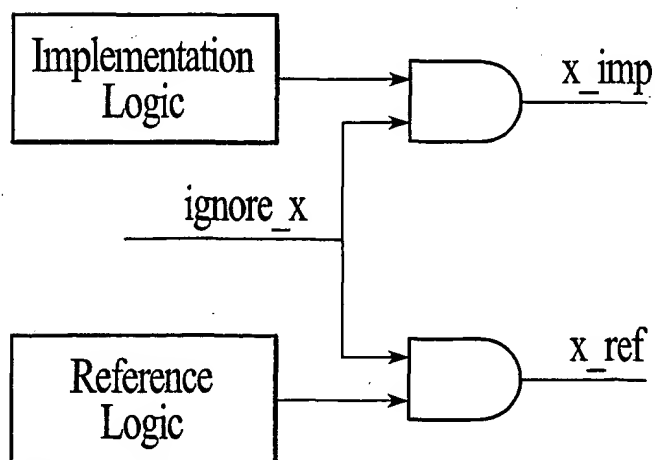 Implementation
Logic
x_imp
ignore_x
x_ref
Reference
Logic